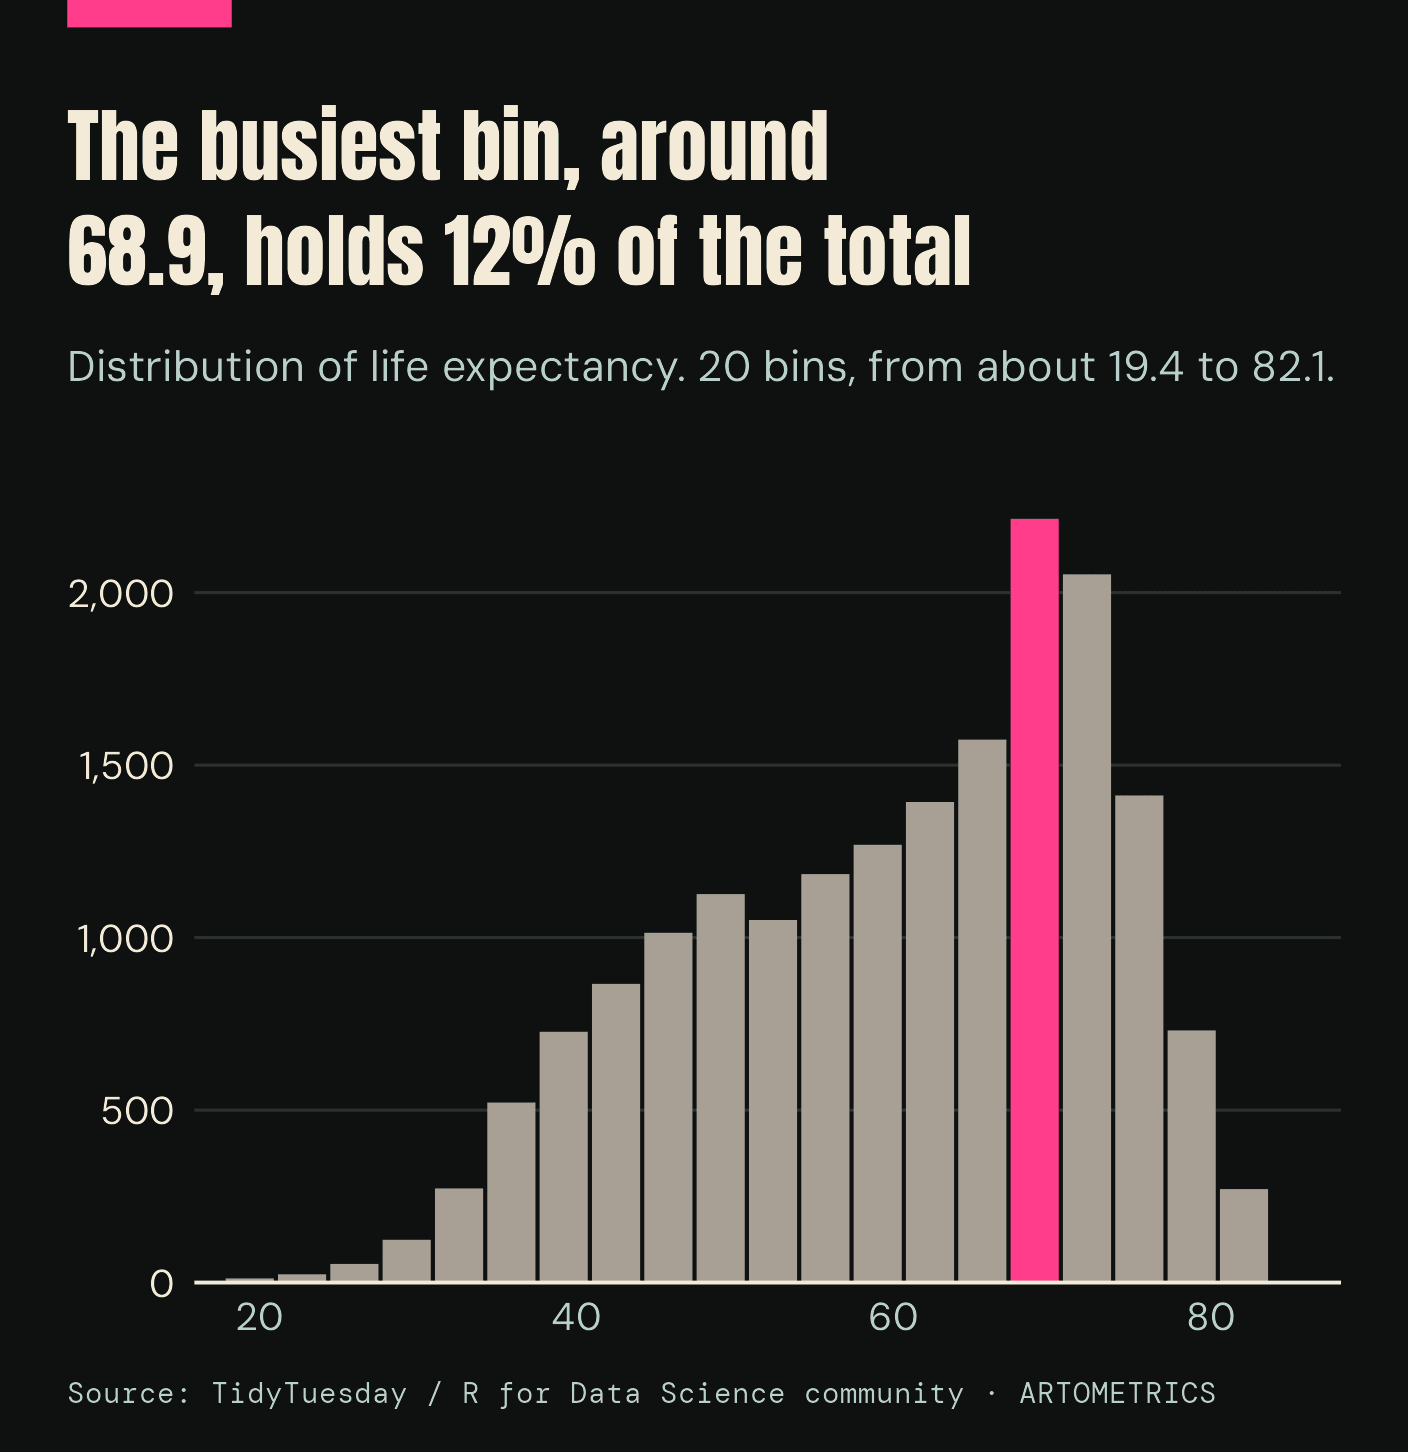 The busiest bin, around
68.9, holds 12% of the total
Distribution of life expectancy. 20 bins, from about 19.4 to 82.1.
2,000
1,500
1,000
500
0
20 40 60 80
Source: TidyTuesday / R for Data Science community · ARTOMETRICS